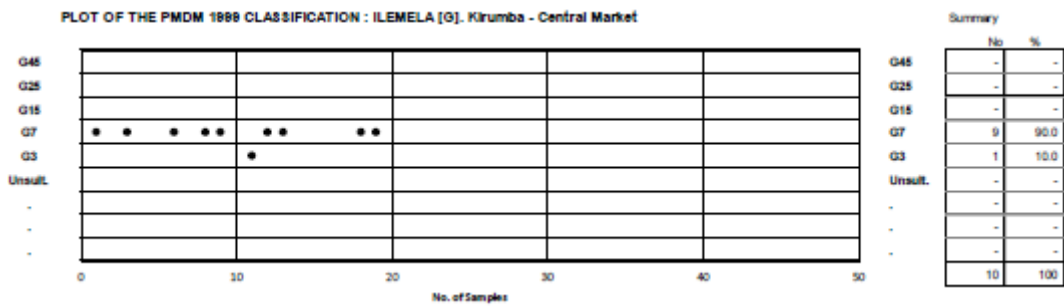 PLOT OF THE PMDM 1999 CLASSIFICATION : ILEMELA [G]. Kirumba - Central Market
Summary
No %
G45 G45 - -
G25 G25 - -
G15 G15 - -
G7 G7 9 90.0
G3 G3 1 10.0
Unsuit. Unsuit. - -
- - - -
- - - -
- - - -
0 10 20 30 40 50 10 100
No. of Samples